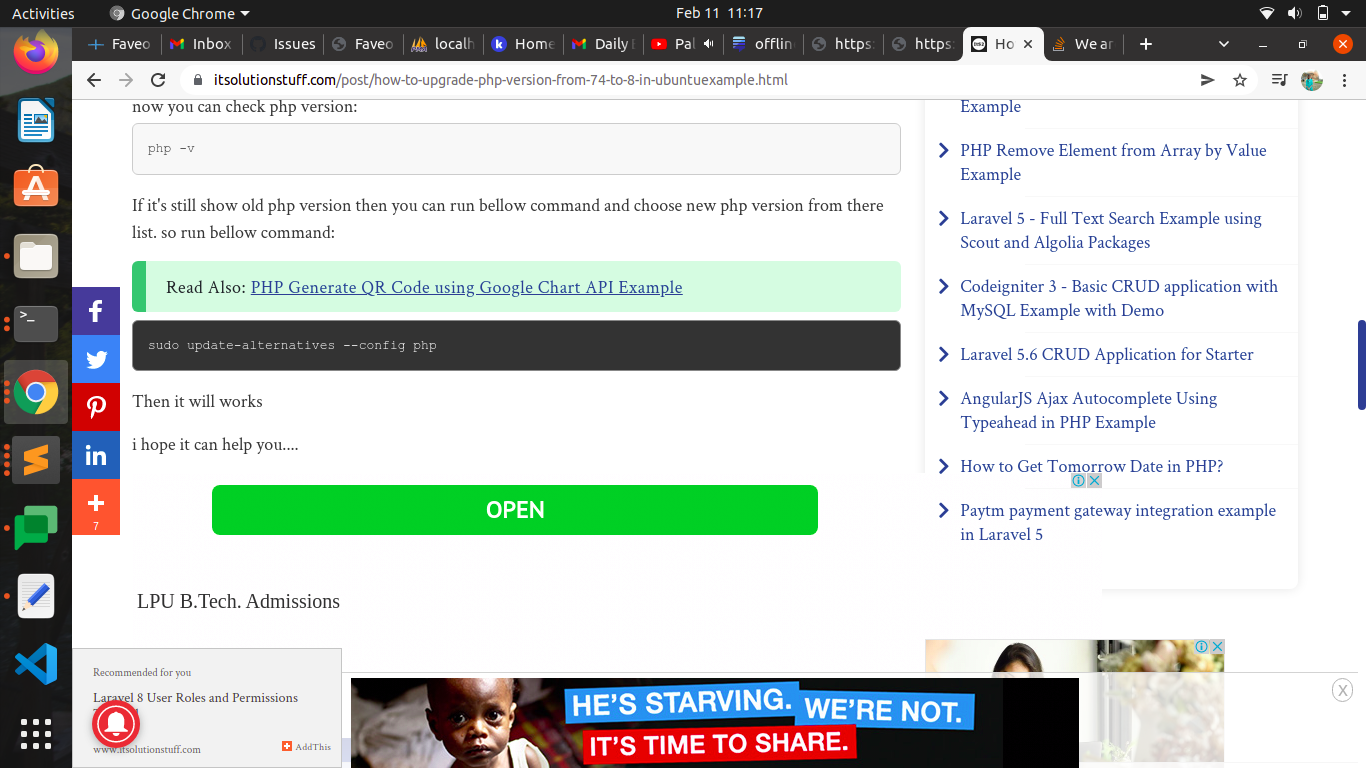 Activities
Google Chrome
Feb 11 11:17
Faveo
Inbox
Issues
Faveo
localh
Home
Daily
Pal
offline
https:
https:
Ho
We ar
itsolutionstuff.com/post/how-to-upgrade-php-version-from-74-to-8-in-ubuntuexample.html
now you can check php version:
php -v
If it's still show old php version then you can run bellow command and choose new php version from there
list. so run bellow command:
Read Also: PHP Generate QR Code using Google Chart API Example
sudo update-alternatives --config php
Then it will works
i hope it can help you....
OPEN
LPU B.Tech. Admissions
7
Example
PHP Remove Element from Array by Value
Example
Laravel 5 - Full Text Search Example using
Scout and Algolia Packages
Codeigniter 3 - Basic CRUD application with
MySQL Example with Demo
Laravel 5.6 CRUD Application for Starter
AngularJS Ajax Autocomplete Using
Typeahead in PHP Example
How to Get Tomorrow Date in PHP?
Paytm payment gateway integration example
in Laravel 5
Recommended for you
Laravel 8 User Roles and Permissions
www.itsolutionstuff.com
AddThis
HE'S STARVING. WE'RE NOT.
IT'S TIME TO SHARE.
X